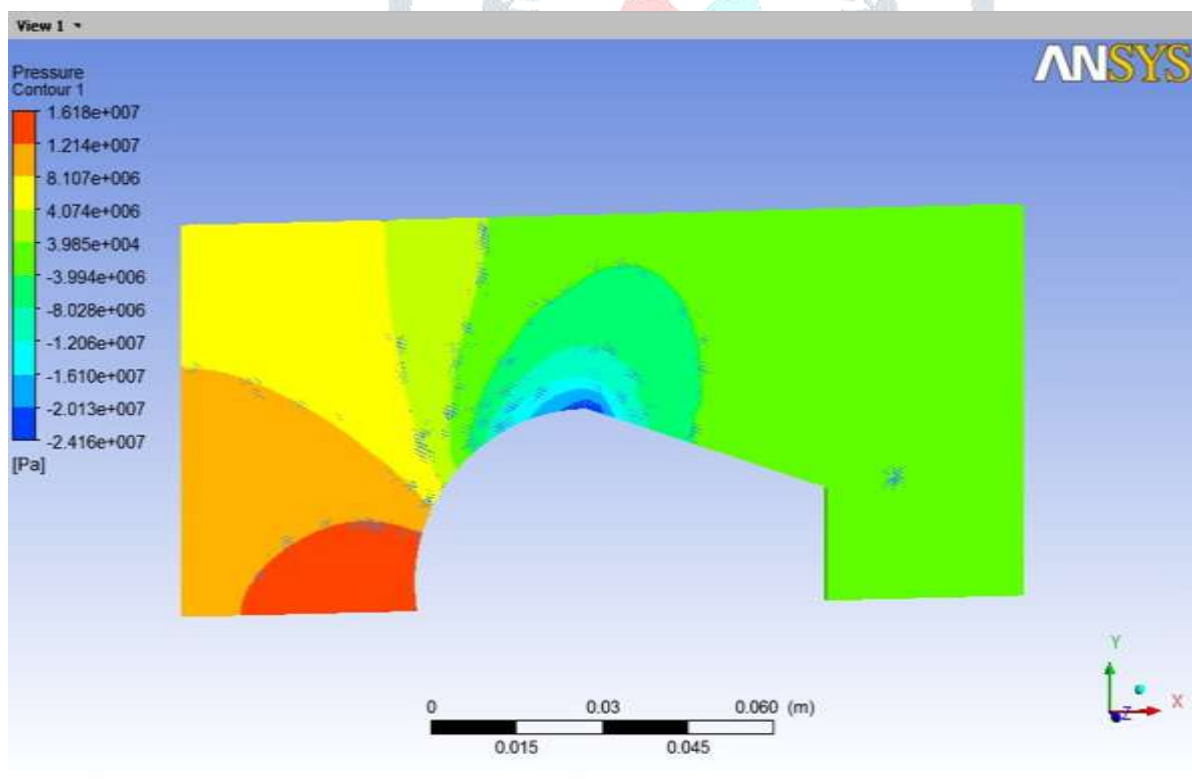 View 1
ANSYS
Pressure
Contour 1
1.618e+007
1.214e+007
8.107e+006
4.074e+006
3.985e+004
-3.994e+006
-8.028e+006
-1.206e+007
-1.610e+007
-2.013e+007
-2.416e+007
[Pa]
Y
X
Z
0 0.03 0.060 (m)
0.015 0.045